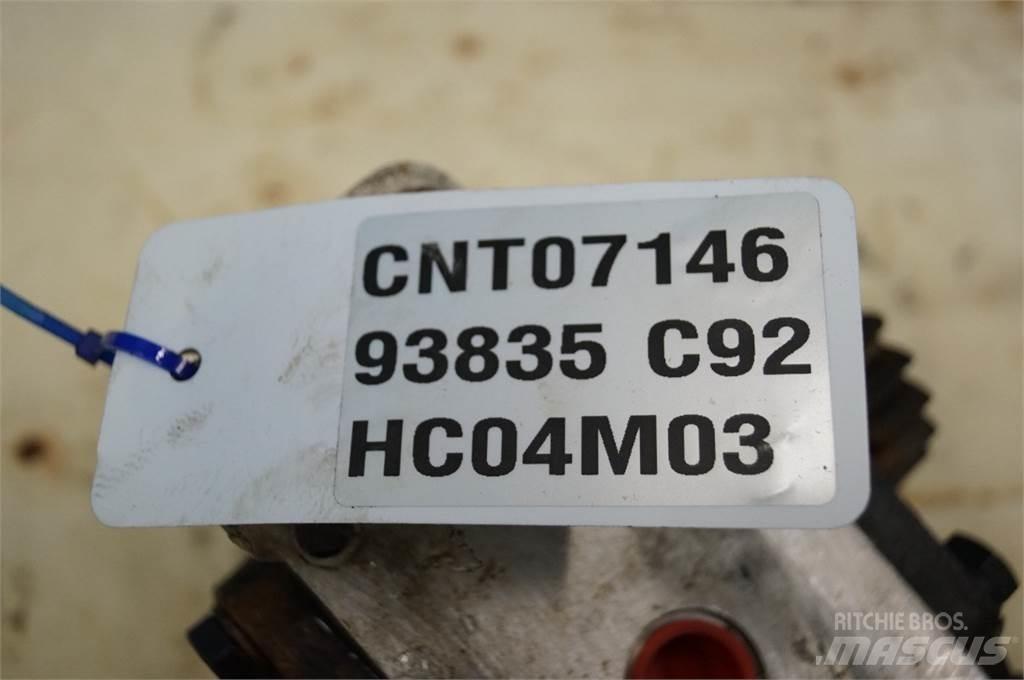 CNT07146
93835 C92
HC04M03
RITCHIE BROS.
MASCUS